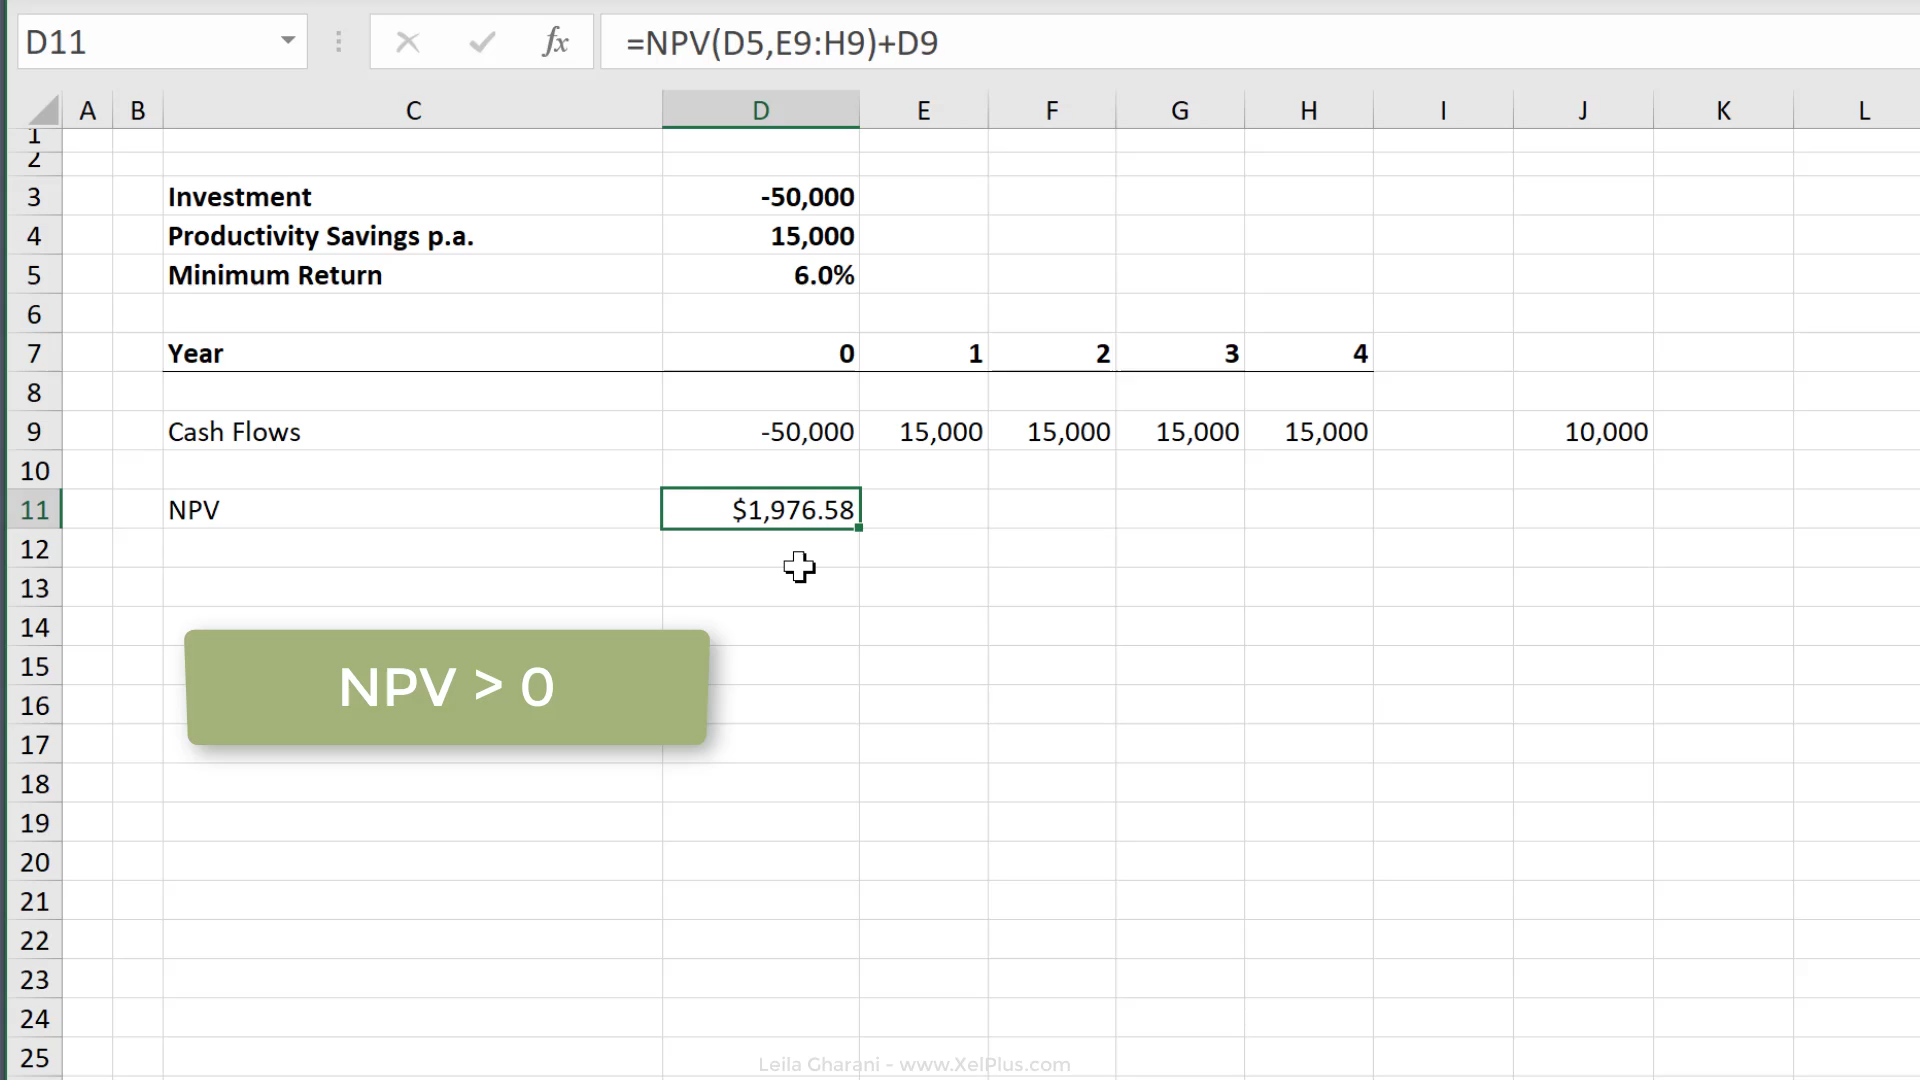 D11 fx =NPV(D5,E9:H9)+D9
A B C D E F G H I J K L
1
2
3 Investment -50,000
4 Productivity Savings p.a. 15,000
5 Minimum Return 6.0%
6
7 Year 0 1 2 3 4
8
9 Cash Flows -50,000 15,000 15,000 15,000 15,000 10,000
10
11 NPV $1,976.58
12
13
14
15
NPV > 0
16
17
18
19
20
21
22
23
24
25
Leila Gharani - www.XelPlus.com